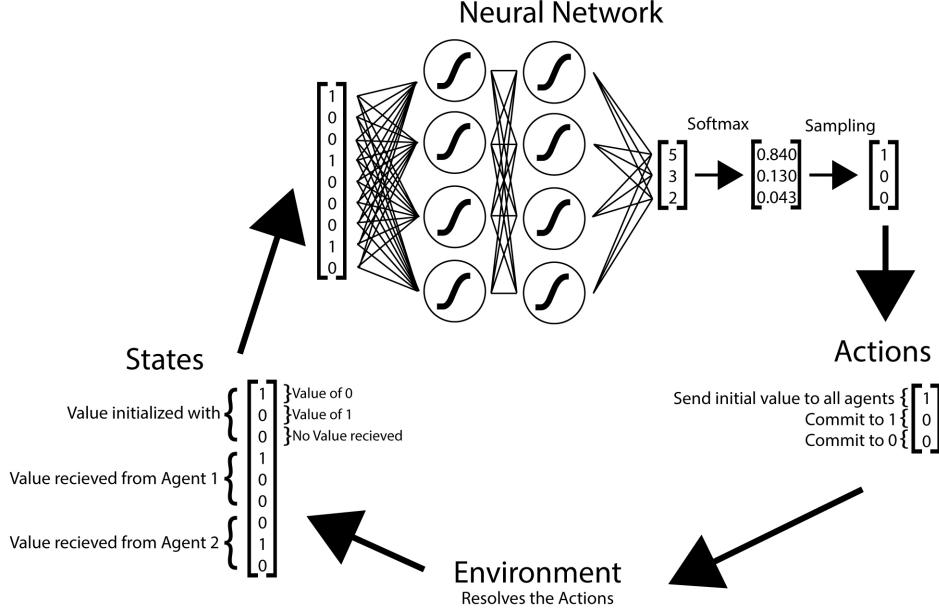 Neural Network
1
0
0
1
0
0
0
1
0
Softmax
Sampling
5
3
2
0.840
0.130
0.043
1
0
0
States
Value initialized with
Value recieved from Agent 1
Value recieved from Agent 2
1
0
0
1
0
0
0
1
0
Value of 0
Value of 1
No Value recieved
Actions
Send initial value to all agents
Commit to 1
Commit to 0
1
0
0
Environment
Resolves the Actions